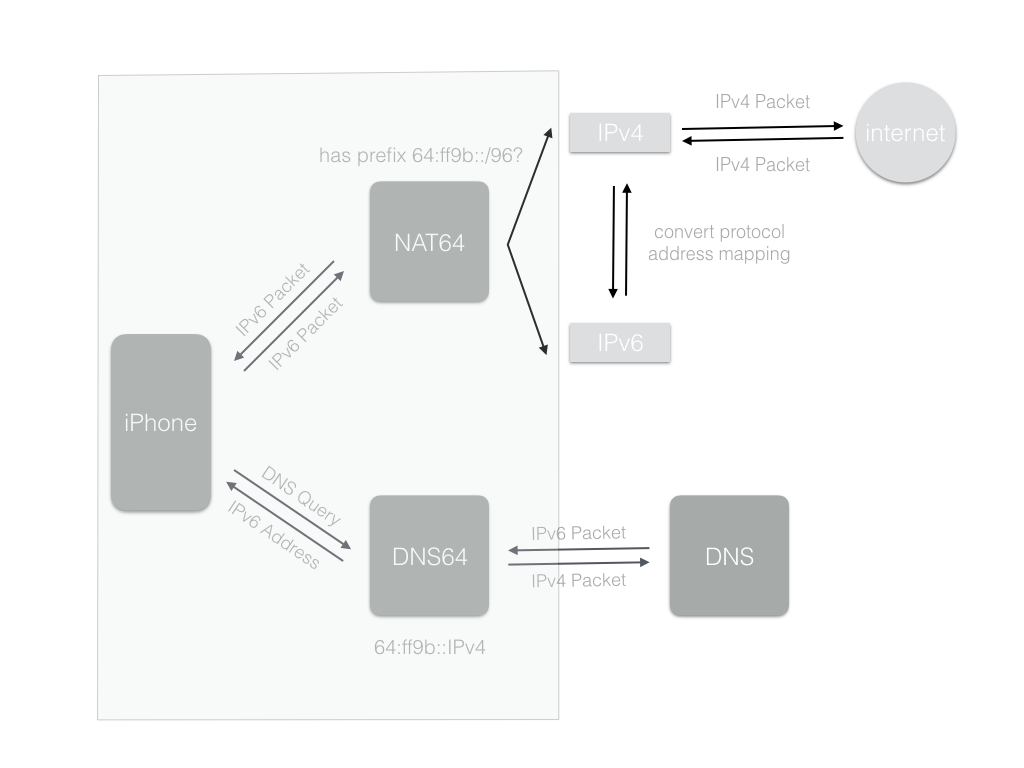 IPv4 Packet
IPv4
internet
IPv4 Packet
has prefix 64:ff9b::/96?
NAT64
convert protocol
address mapping
IPv6 Packet
IPv6 Packet
IPv6
iPhone
DNS Query
IPv6 Address
DNS64
IPv6 Packet
IPv4 Packet
DNS
64:ff9b::IPv4